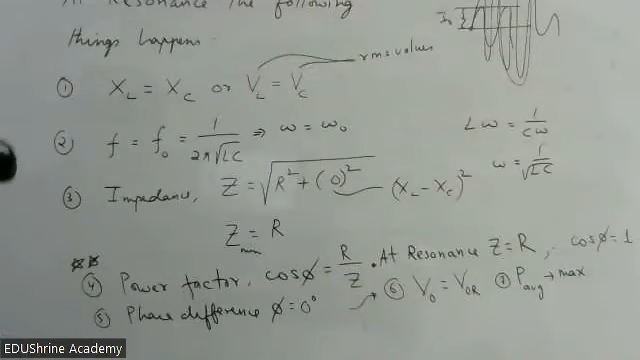 At Resonance the following
things happens
① X_L = X_C or V_L = V_C rms values
② f = f_0 = 1/2π√LC ⇒ ω = ω_0
Lω = 1/Cω
ω = 1/√LC
③ Impedance, Z = √R² + (0)² (X_L - X_C)²
Z_min = R
④ Power factor, cosφ = R/Z. At Resonance Z = R, ∴ cosφ = 1
⑤ Phase difference φ = 0° → ⑥ V_0 = V_0R ⑦ P_avg → max
EDUShrine Academy